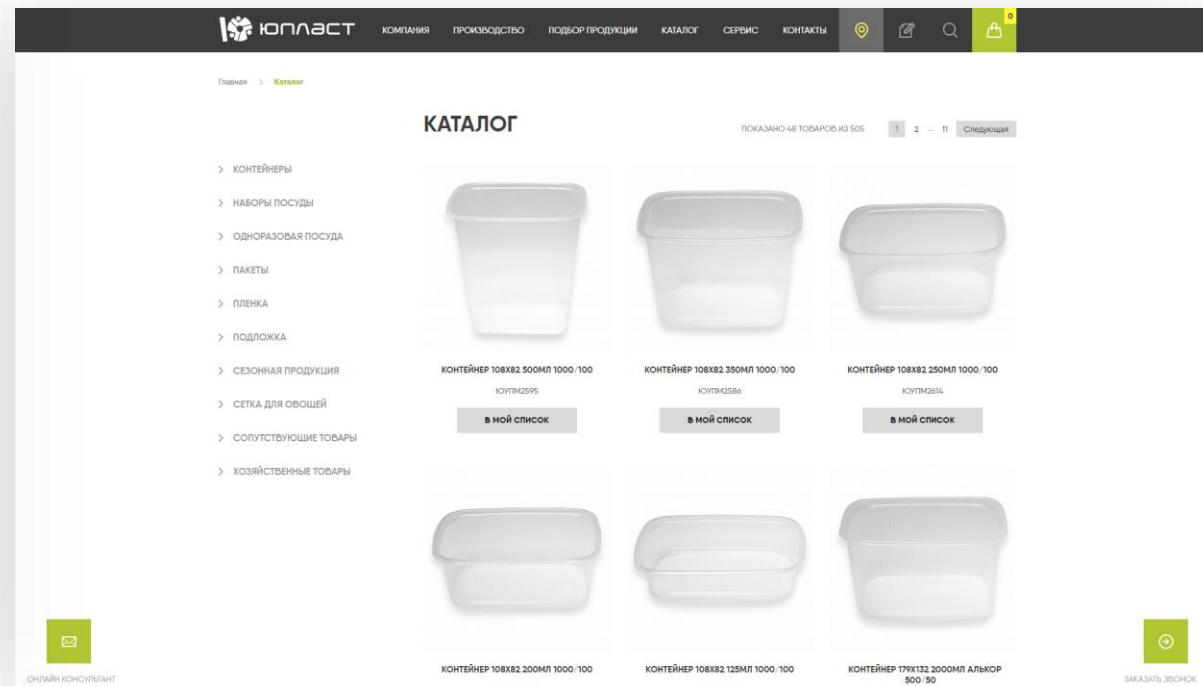 ЮПЛАСТ
КОМПАНИЯ ПРОИЗВОДСТВО ПОДБОР ПРОДУКЦИИ КАТАЛОГ СЕРВИС КОНТАКТЫ 0
Главная > Каталог
КАТАЛОГ
ПОКАЗАНО 48 ТОВАРОВ ИЗ 505 1 2 ... 11 Следующая
> КОНТЕЙНЕРЫ
> НАБОРЫ ПОСУДЫ
> ОДНОРАЗОВАЯ ПОСУДА
> ПАКЕТЫ
> ПЛЕНКА
> ПОДЛОЖКА
> СЕЗОННАЯ ПРОДУКЦИЯ
> СЕТКА ДЛЯ ОВОЩЕЙ
> СОПУТСТВУЮЩИЕ ТОВАРЫ
> ХОЗЯЙСТВЕННЫЕ ТОВАРЫ
КОНТЕЙНЕР 108Х82 500МЛ 1000/100
ЮУПМ2595
В МОЙ СПИСОК
КОНТЕЙНЕР 108Х82 350МЛ 1000/100
ЮУПМ2586
В МОЙ СПИСОК
КОНТЕЙНЕР 108Х82 250МЛ 1000/100
ЮУПМ2614
В МОЙ СПИСОК
КОНТЕЙНЕР 108Х82 200МЛ 1000/100
КОНТЕЙНЕР 108Х82 125МЛ 1000/100
КОНТЕЙНЕР 179Х132 2000МЛ АЛЬКОР
500/50
ОНЛАЙН КОНСУЛЬТАНТ
ЗАКАЗАТЬ ЗВОНОК